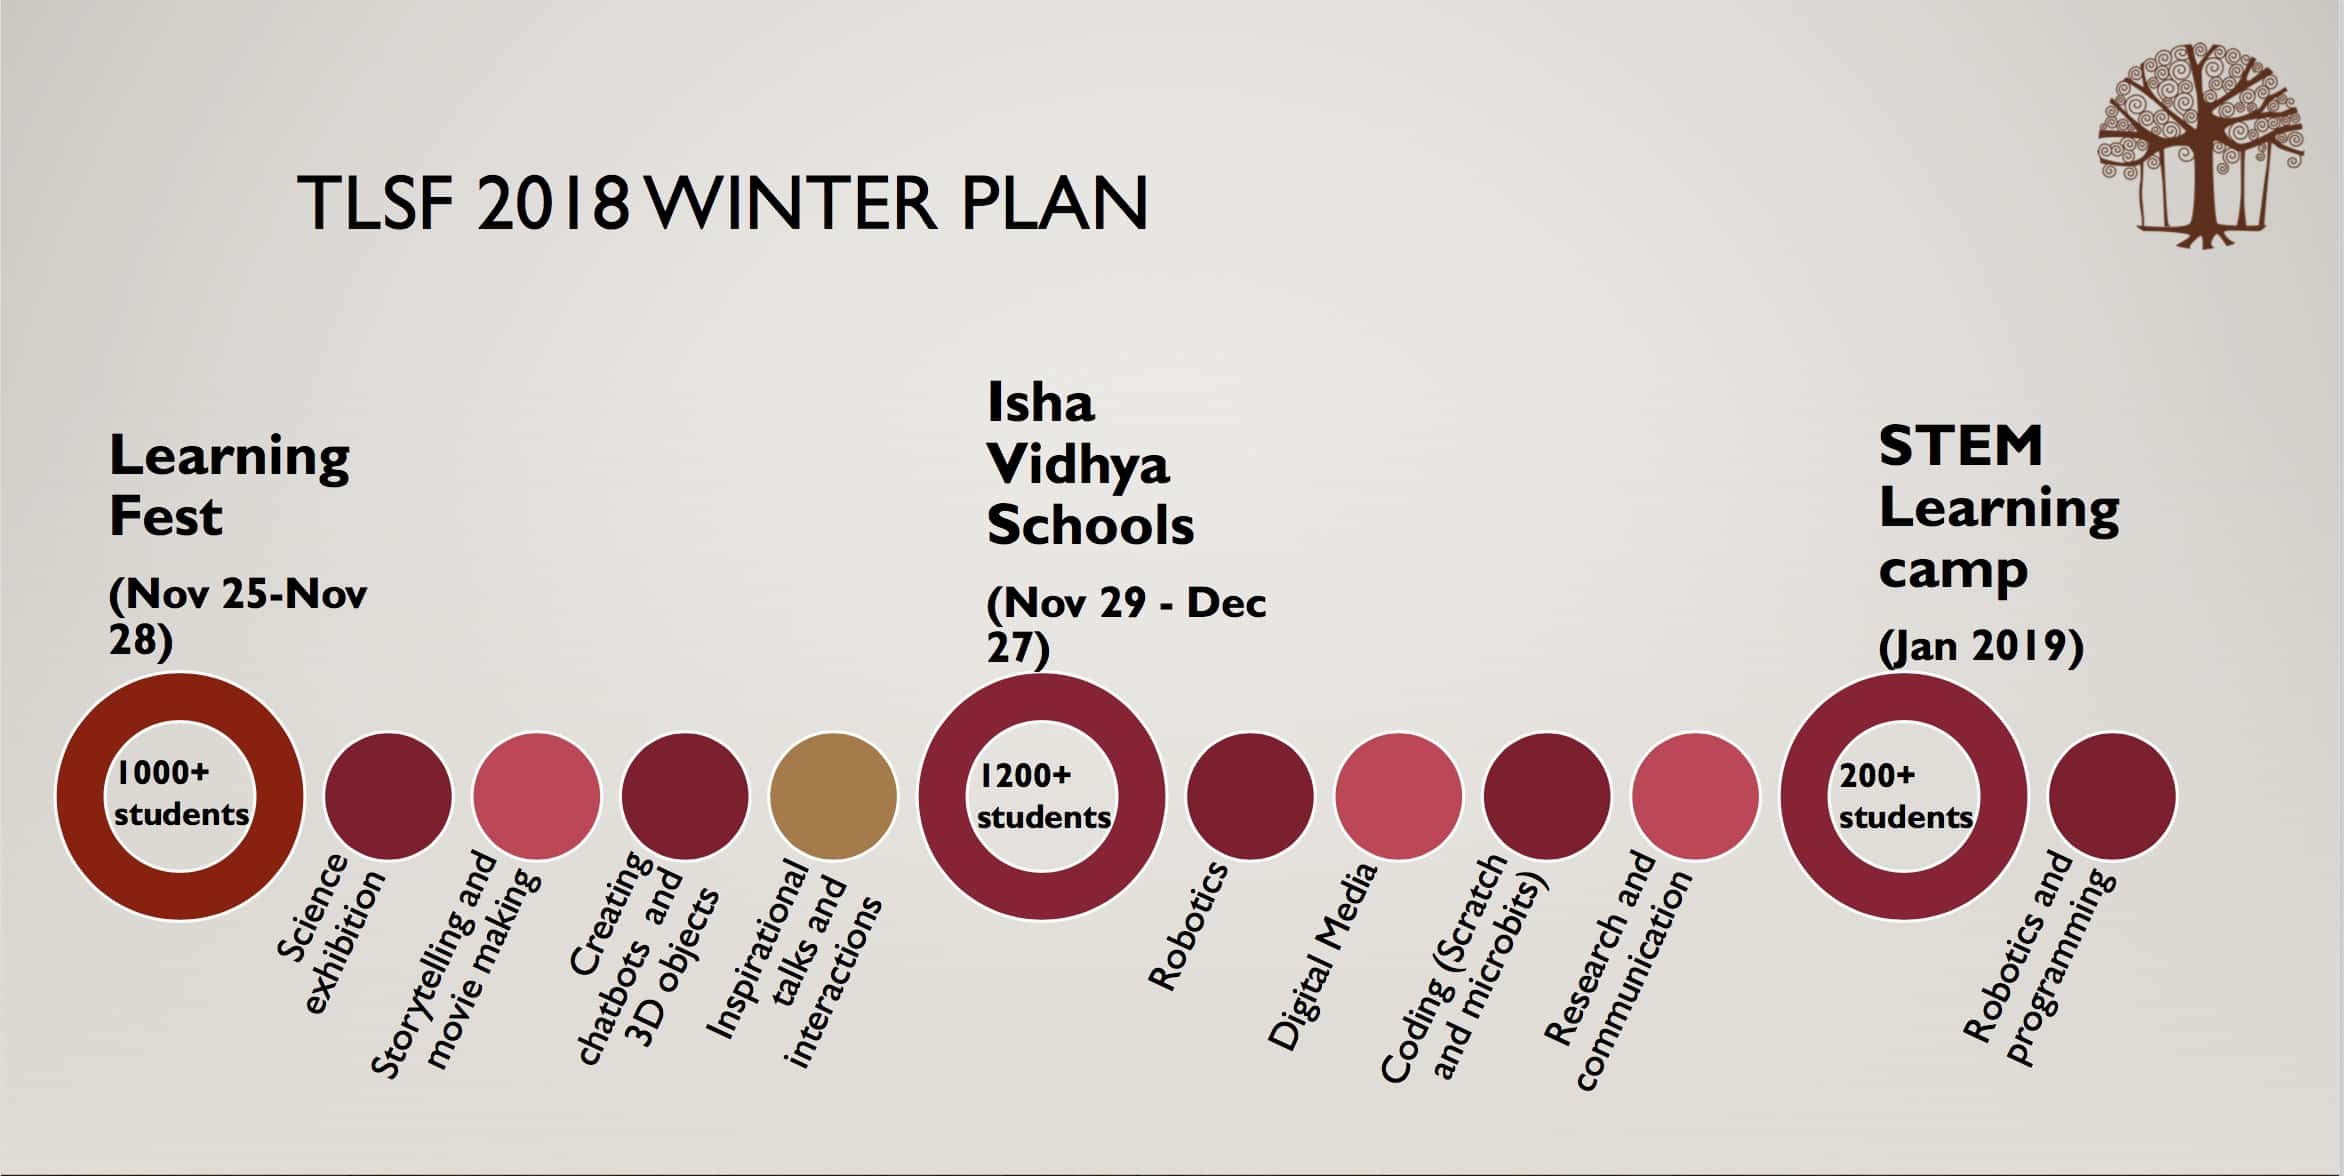 TLSF 2018 WINTER PLAN
Learning
Fest
(Nov 25-Nov
28)
1000+
students
Science
exhibition
Storytelling and
movie making
Creating
chatbots and
3D objects
Inspirational
talks and
interactions
Isha
Vidhya
Schools
(Nov 29 - Dec
27)
1200+
students
Robotics
Digital Media
Coding (Scratch
and microbits)
Research and
communication
STEM
Learning
camp
(Jan 2019)
200+
students
Robotics and
programming